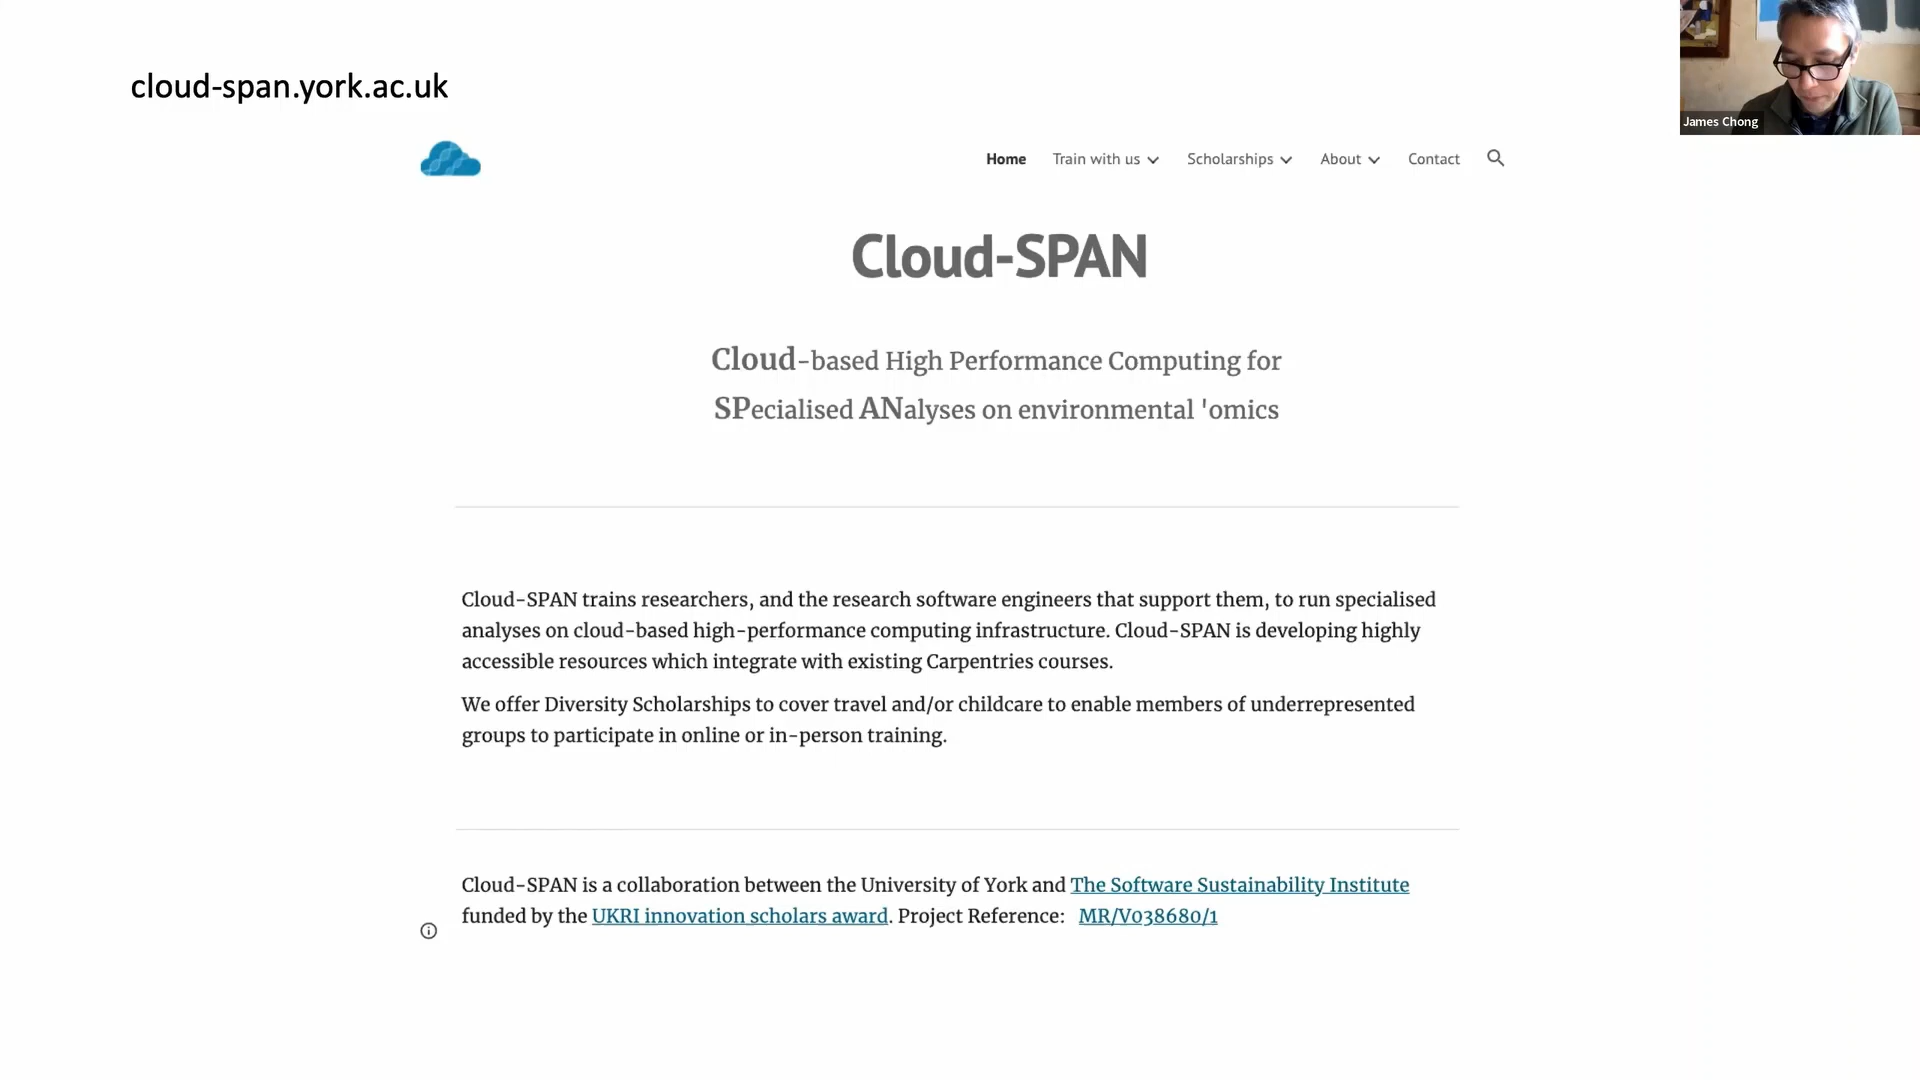 cloud-span.york.ac.uk
James Chong
Home Train with us Scholarships About Contact
Cloud-SPAN
Cloud-based High Performance Computing for
SPecialised ANalyses on environmental 'omics
Cloud-SPAN trains researchers, and the research software engineers that support them, to run specialised
analyses on cloud-based high-performance computing infrastructure. Cloud-SPAN is developing highly
accessible resources which integrate with existing Carpentries courses.
We offer Diversity Scholarships to cover travel and/or childcare to enable members of underrepresented
groups to participate in online or in-person training.
Cloud-SPAN is a collaboration between the University of York and The Software Sustainability Institute
funded by the UKRI innovation scholars award. Project Reference: MR/V038680/1